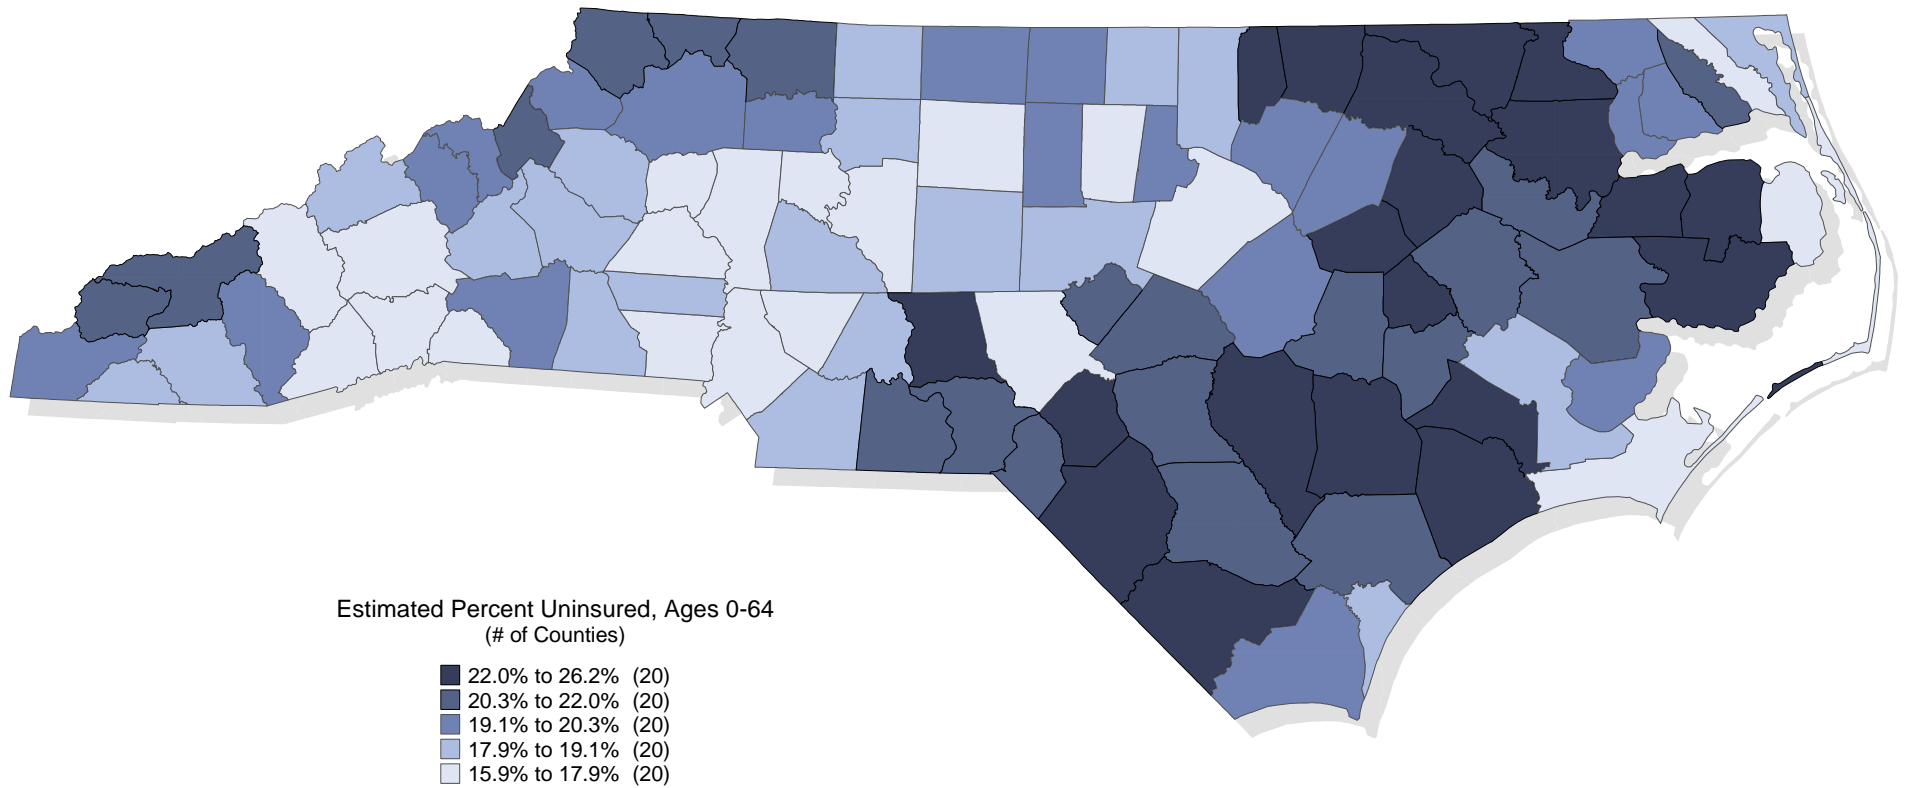 Estimated Percent Uninsured, Ages 0-64
(# of Counties)
22.0% to 26.2% (20)
20.3% to 22.0% (20)
19.1% to 20.3% (20)
17.9% to 19.1% (20)
15.9% to 17.9% (20)